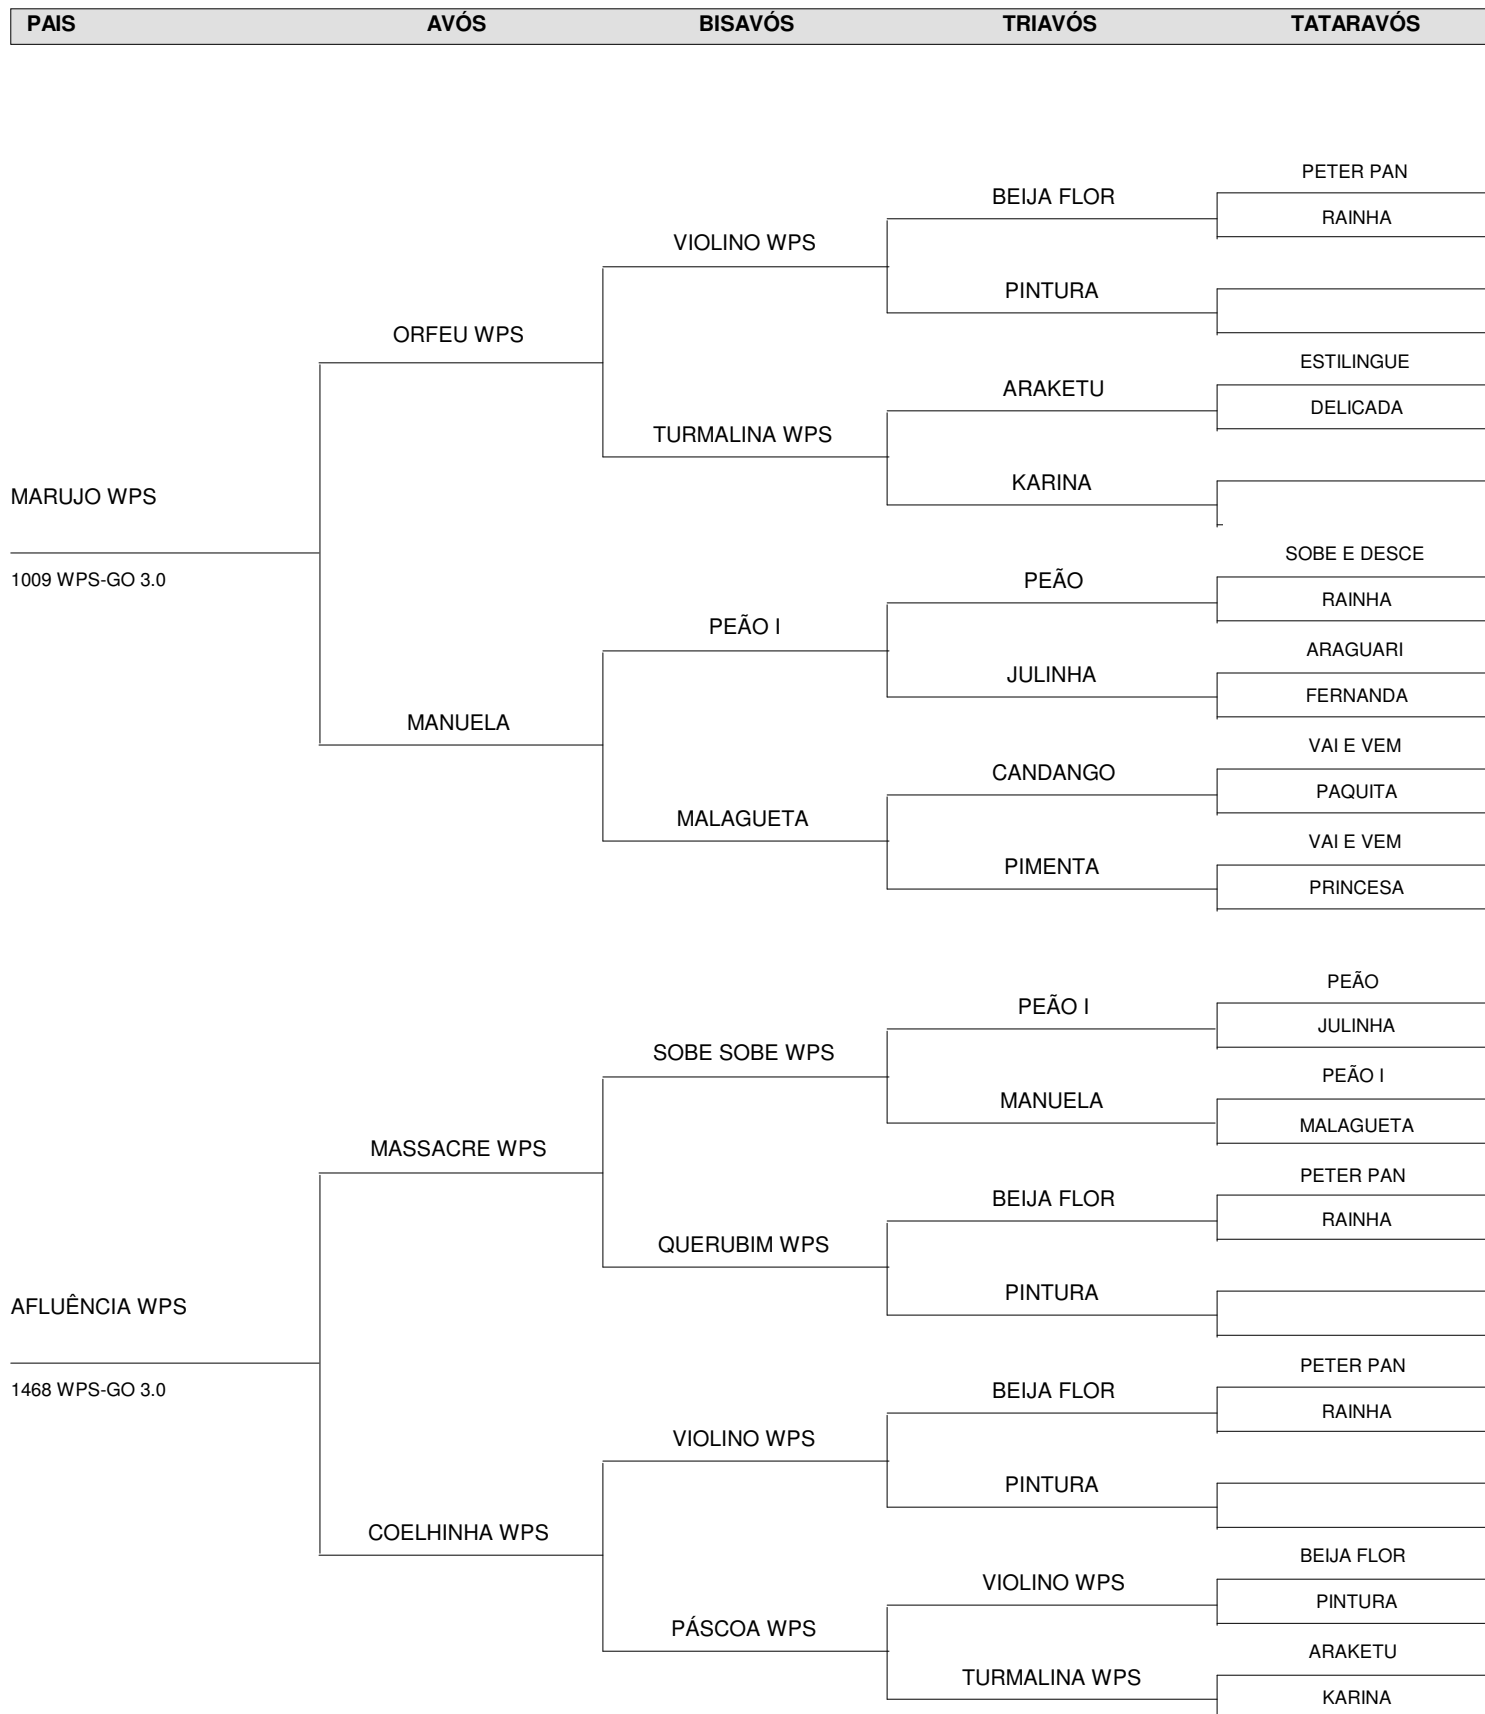 PAIS AVÓS BISAVÓS TRIAVÓS TATARAVÓS
PETER PAN
BEIJA FLOR
RAINHA
VIOLINO WPS
PINTURA
ORFEU WPS
ESTILINGUE
ARAKETU
DELICADA
TURMALINA WPS
KARINA
MARUJO WPS
SOBE E DESCE
1009 WPS-GO 3.0
PEÃO
RAINHA
PEÃO I
ARAGUARI
JULINHA
FERNANDA
MANUELA
VAI E VEM
CANDANGO
PAQUITA
MALAGUETA
VAI E VEM
PIMENTA
PRINCESA
PEÃO
PEÃO I
JULINHA
SOBE SOBE WPS
PEÃO I
MANUELA
MALAGUETA
MASSACRE WPS
PETER PAN
BEIJA FLOR
RAINHA
QUERUBIM WPS
PINTURA
AFLUÊNCIA WPS
PETER PAN
1468 WPS-GO 3.0
BEIJA FLOR
RAINHA
VIOLINO WPS
PINTURA
COELHINHA WPS
BEIJA FLOR
VIOLINO WPS
PINTURA
PÁSCOA WPS
ARAKETU
TURMALINA WPS
KARINA